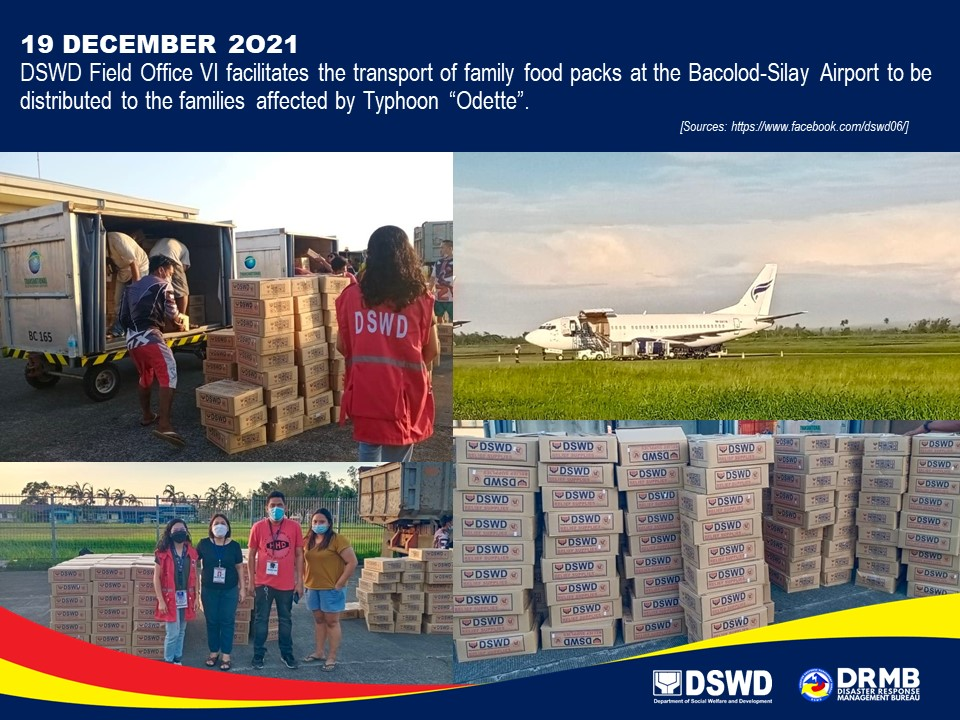 19 DECEMBER 2O21
DSWD Field Office VI facilitates the transport of family food packs at the Bacolod-Silay Airport to be
distributed to the families affected by Typhoon “Odette”.
[Sources: https://www.facebook.com/dswd06/]
BC 165
DSWD
DSWD
DSWD
DSWD
Department of Social Welfare and Development
DRMB
DISASTER RESPONSE
MANAGEMENT BUREAU